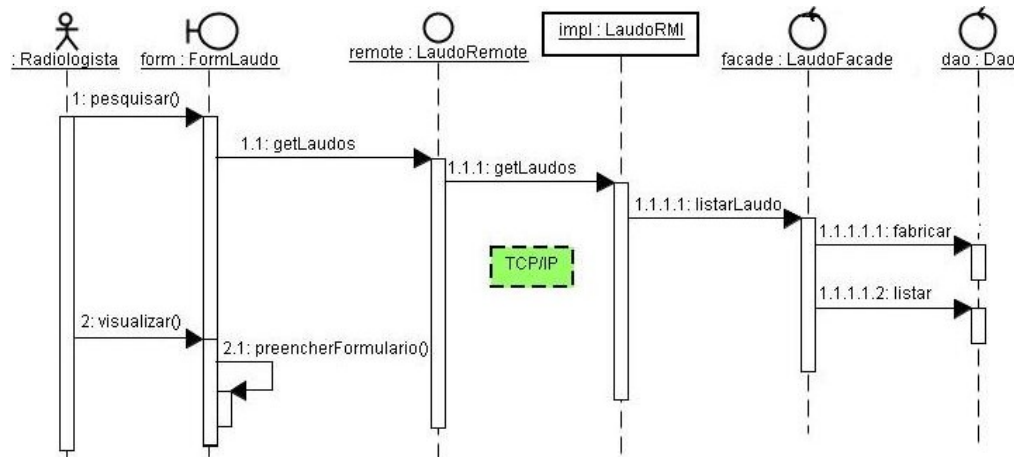 : Radiologista
form : FormLaudo
remote : LaudoRemote
impl : LaudoRMI
facade : LaudoFacade
dao : Dao
1: pesquisar()
1.1: getLaudos
1.1.1: getLaudos
1.1.1.1: listarLaudo
1.1.1.1.1: fabricar
TCP/IP
1.1.1.1.2: listar
2: visualizar()
2.1: preencherFormulario()